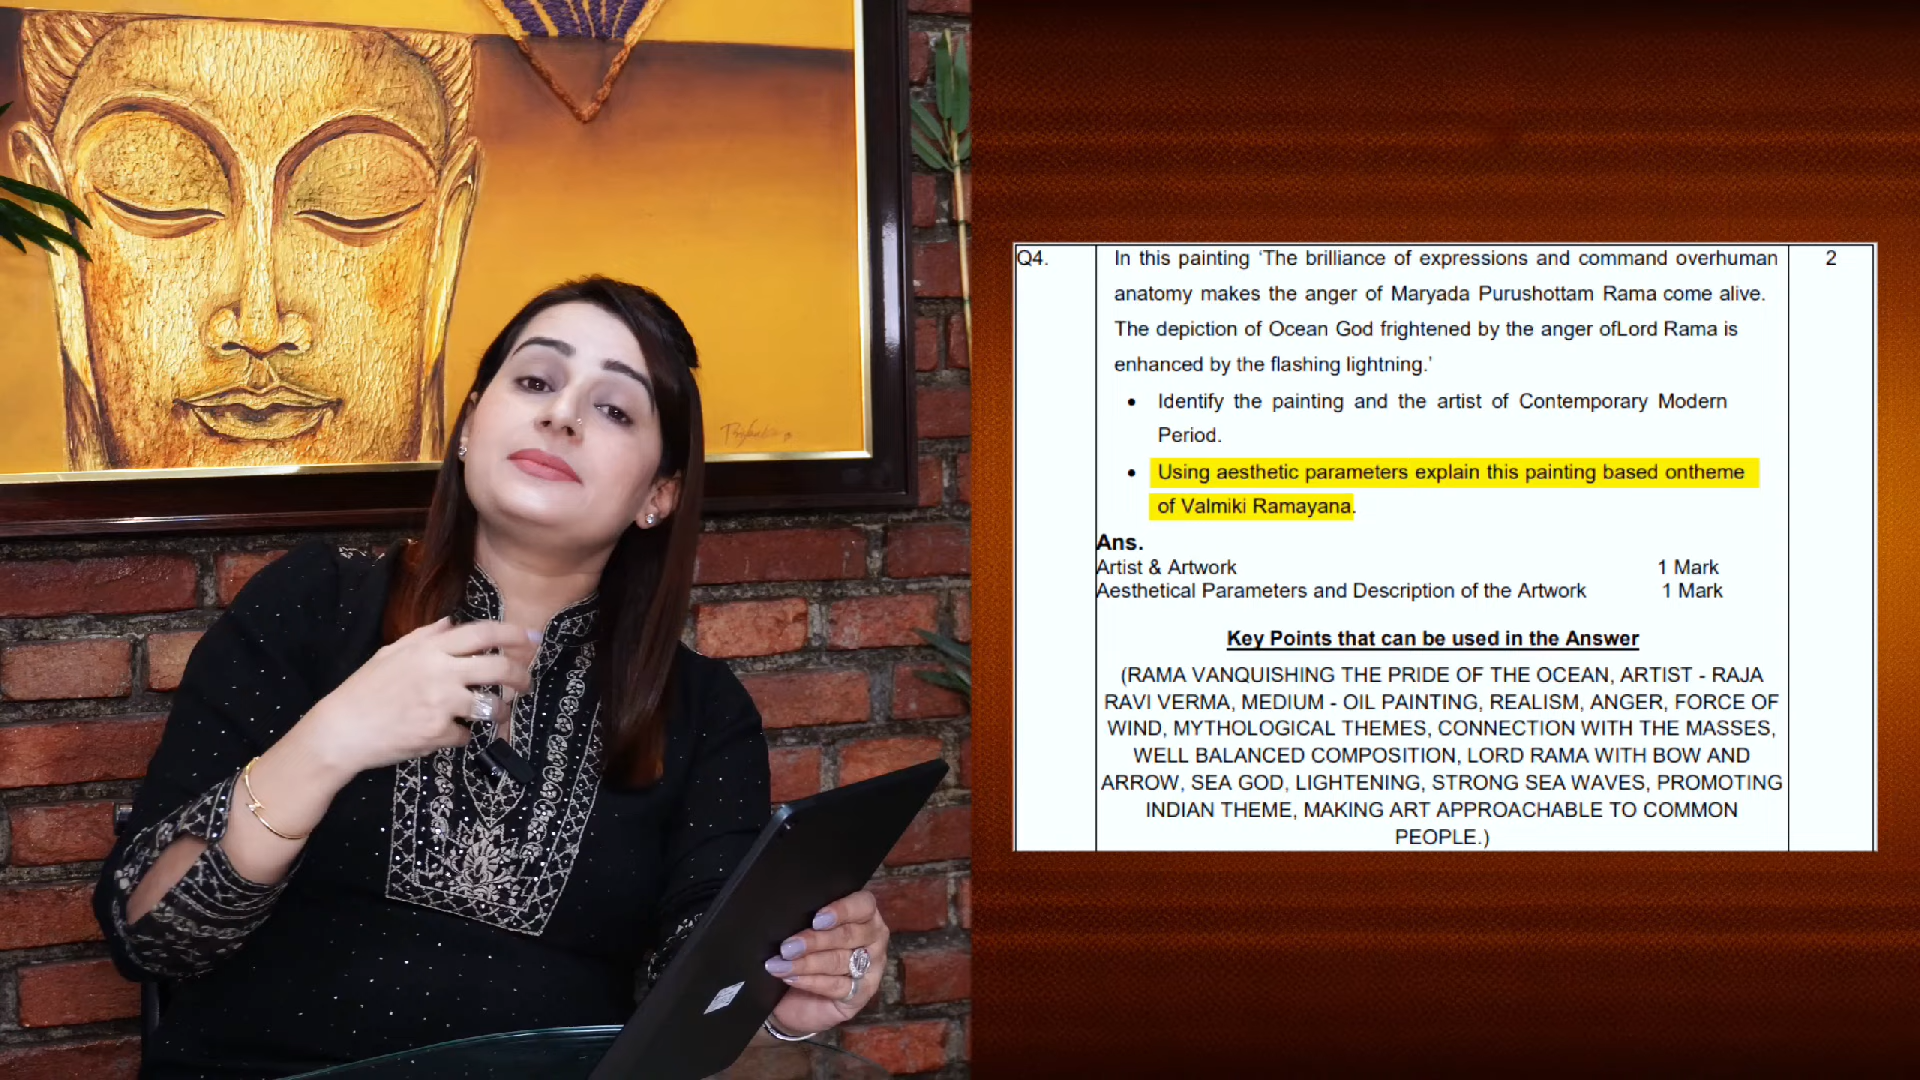 Q4.
In this painting ‘The brilliance of expressions and command overhuman
2
anatomy makes the anger of Maryada Purushottam Rama come alive.
The depiction of Ocean God frightened by the anger ofLord Rama is
enhanced by the flashing lightning.’
• Identify the painting and the artist of Contemporary Modern
Period.
• Using aesthetic parameters explain this painting based ontheme
of Valmiki Ramayana.
Ans.
Artist & Artwork 1 Mark
Aesthetical Parameters and Description of the Artwork 1 Mark
Key Points that can be used in the Answer
(RAMA VANQUISHING THE PRIDE OF THE OCEAN, ARTIST - RAJA
RAVI VERMA, MEDIUM - OIL PAINTING, REALISM, ANGER, FORCE OF
WIND, MYTHOLOGICAL THEMES, CONNECTION WITH THE MASSES,
WELL BALANCED COMPOSITION, LORD RAMA WITH BOW AND
ARROW, SEA GOD, LIGHTENING, STRONG SEA WAVES, PROMOTING
INDIAN THEME, MAKING ART APPROACHABLE TO COMMON
PEOPLE.)